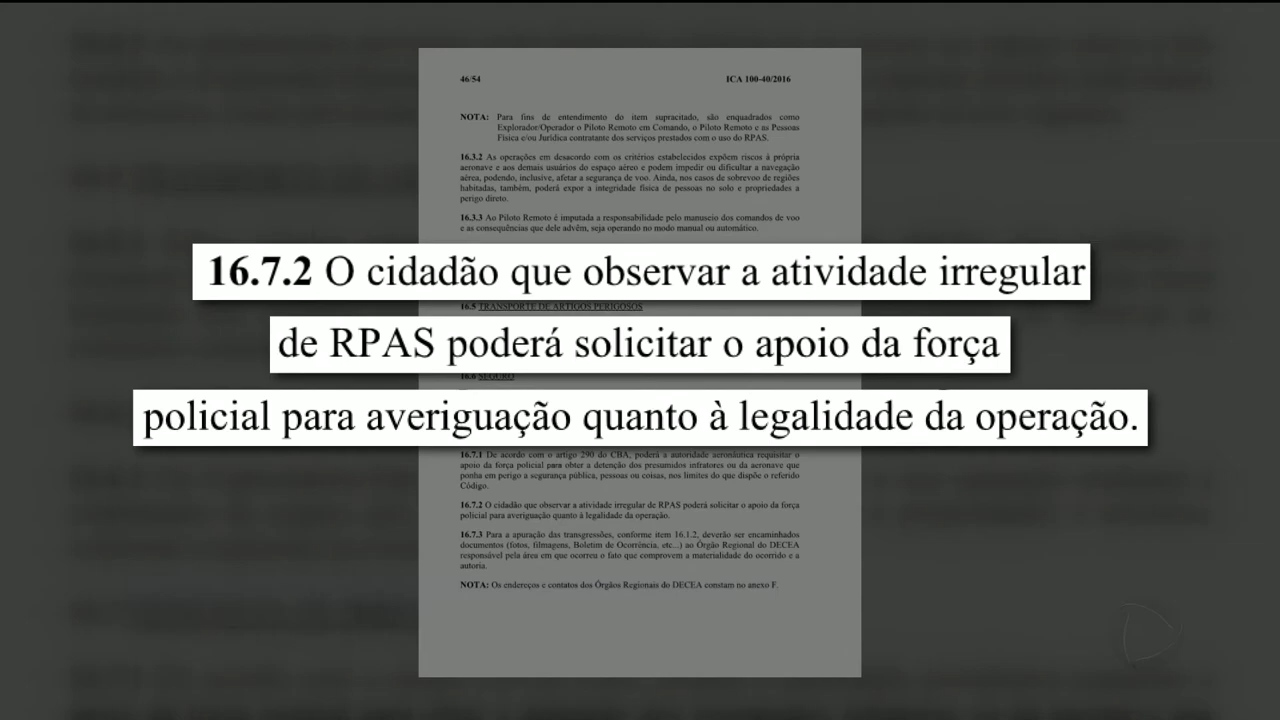 46/54 ICA 100-40/2016
NOTA: Para fins de entendimento do item supracitado, são enquadrados como
Explorador/Operador o Piloto Remoto em Comando, o Piloto Remoto e as Pessoas
Física e/ou Jurídica contratante dos serviços prestados com o uso do RPAS.
16.3.2 As operações em desacordo com os critérios estabelecidos expõem riscos à própria
aeronave e aos demais usuários do espaço aéreo e podem impedir ou dificultar a navegação
aérea, podendo, inclusive, afetar a segurança de voo. Ainda, nos casos de sobrevoo de regiões
habitadas, também, poderá expor a integridade física de pessoas no solo e propriedades a
perigo direto.
16.3.3 Ao Piloto Remoto é imputada a responsabilidade pelo manuseio dos comandos de voo
e as consequências que dele advêm, seja operando no modo manual ou automático.
16.7.2 O cidadão que observar a atividade irregular
16.5 TRANSPORTE DE ARTIGOS PERIGOSOS
de RPAS poderá solicitar o apoio da força
16.6 SEGURO
policial para averiguação quanto à legalidade da operação.
16.7.1 De acordo com o artigo 290 do CBA, poderá a autoridade aeronáutica requisitar o
apoio da força policial para obter a detenção dos presumidos infratores ou da aeronave que
ponha em perigo a segurança pública, pessoas ou coisas, nos limites do que dispõe o referido
Código.
16.7.2 O cidadão que observar a atividade irregular de RPAS poderá solicitar o apoio da força
policial para averiguação quanto à legalidade da operação.
16.7.3 Para a apuração das transgressões, conforme item 16.1.2, deverão ser encaminhados
documentos (fotos, filmagens, Boletim de Ocorrência, etc...) ao Órgão Regional do DECEA
responsável pela área em que ocorreu o fato que comprovem a materialidade do ocorrido e a
autoria.
NOTA: Os endereços e contatos dos Órgãos Regionais do DECEA constam no anexo F.